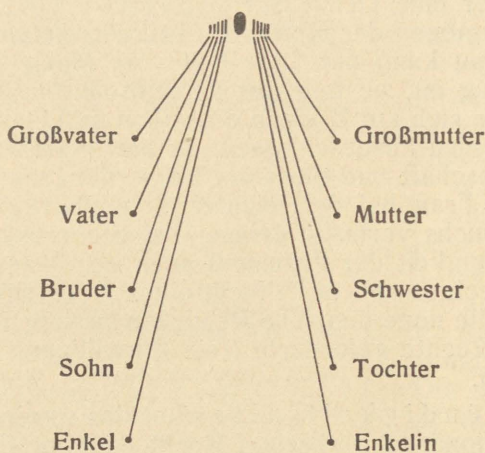 Großvater Großmutter
Vater Mutter
Bruder Schwester
Sohn Tochter
Enkel Enkelin